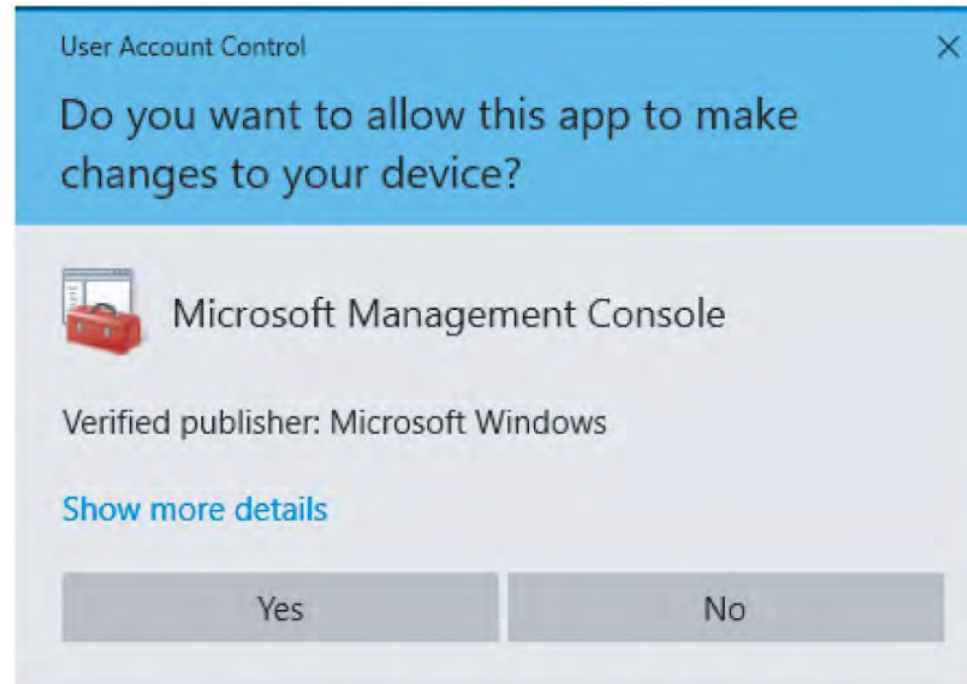 User Account Control
Do you want to allow this app to make
changes to your device?
Microsoft Management Console
Verified publisher: Microsoft Windows
Show more details
Yes
No